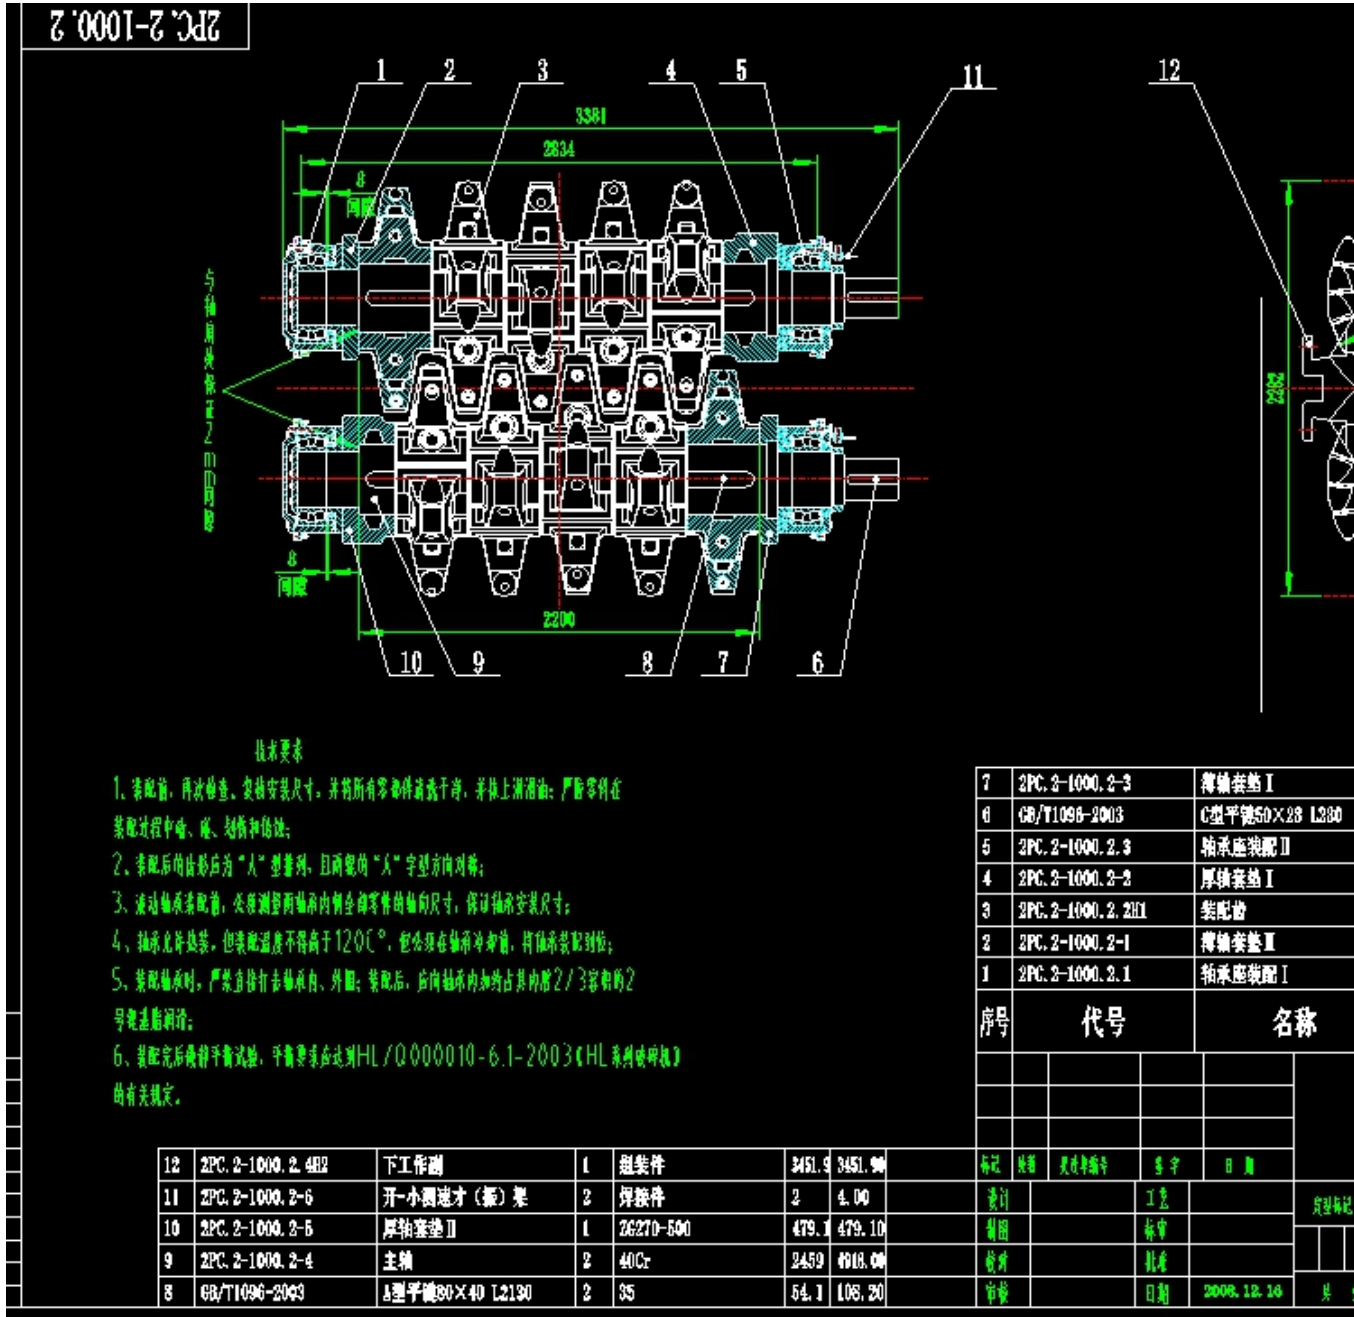 2PC.2-1000.2
1
2
3
4
5
11
12
3381
2834
8
间隙
2282
8
间隙
2200
10
9
8
7
6
技术要求
1、装配前，再次检查、安装尺寸，并将所有零部件清洗干净，并抹上润滑油；严防零件在
装配过程中碰、划伤和锈蚀；
2、装配后的齿形应为“人”型排列，且两辊的“人”字型方向对称；
3、滚动轴承装配前，必须测量两轴承内侧全部零件的轴向尺寸，保证轴承安装尺寸；
4、轴承允许热装，但装配温度不得高于120C°，但必须在轴承冷却前，将轴承装配到位；
5、装配轴承时，严禁直接打击轴承内、外圈；装配后，应向轴承内加约占其内腔2/3容积的2
号锂基脂润滑；
6、装配完后做静平衡试验，平衡要求应达到HL/Q000010-6.1-2003《HL系列破碎机》
的有关规定。
7 2PC.2-1000.2-3 薄轴套垫Ⅰ
6 GB/T1096-2003 C型平键50×28 L280
5 2PC.2-1000.2.3 轴承座装配Ⅱ
4 2PC.2-1000.2-2 厚轴套垫Ⅰ
3 2PC.2-1000.2.2H1 装配齿
2 2PC.2-1000.2-1 薄轴套垫Ⅱ
1 2PC.2-1000.2.1 轴承座装配Ⅰ
序号 代号 名称
12 2PC.2-1000.2.4H2 下工作 1 组装件 3451.9 3451.90
11 2PC.2-1000.2-6 2 焊接件 2 4.00
10 2PC.2-1000.2-5 厚轴套垫Ⅱ 1 ZG270-500 479.1 479.10
9 2PC.2-1000.2-4 主轴 2 40Cr 2459 4918.00
8 GB/T1096-2003 A型平键80×40 L2130 2 35 54.1 108.20
标记 处数 更改单编号 签字 日期
设计 工艺
制图 标审
校对 批准
审核 日期 2008.12.16